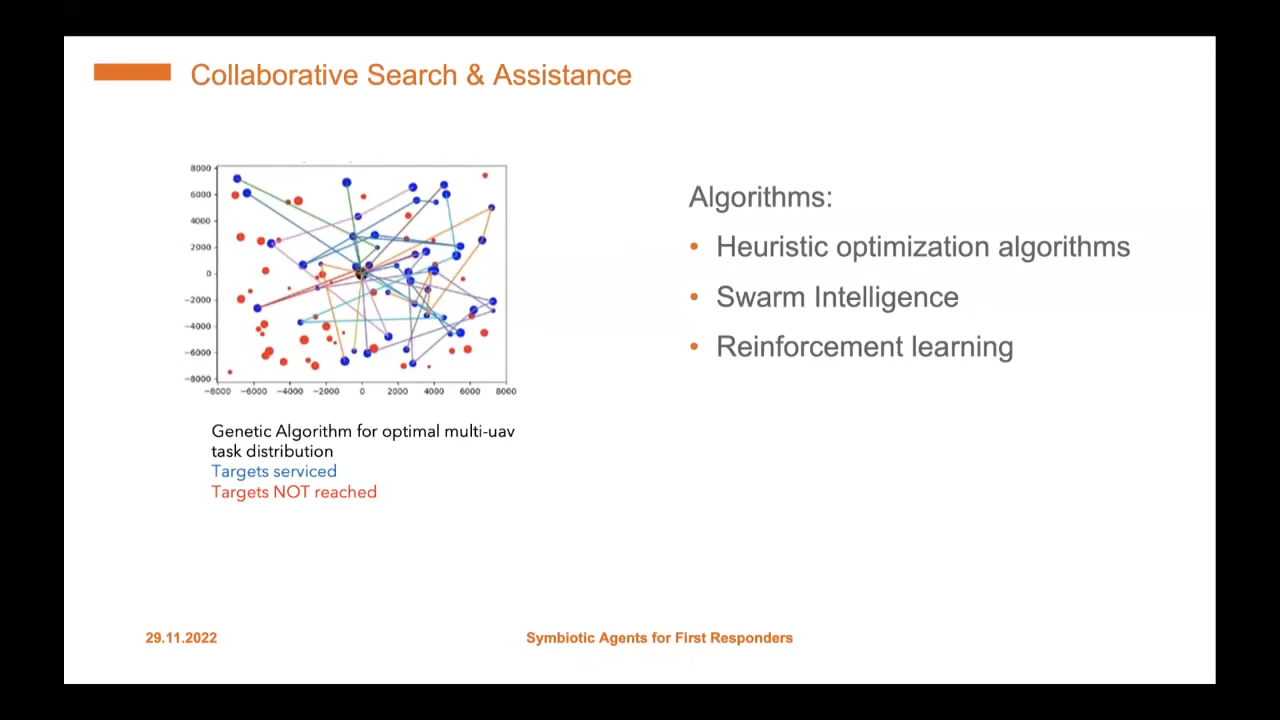 Collaborative Search & Assistance
8000
6000
4000
2000
0
−2000
−4000
−6000
−8000
−8000 −6000 −4000 −2000 0 2000 4000 6000 8000
Genetic Algorithm for optimal multi-uav
task distribution
Targets serviced
Targets NOT reached
Algorithms:
• Heuristic optimization algorithms
• Swarm Intelligence
• Reinforcement learning
29.11.2022
Symbiotic Agents for First Responders